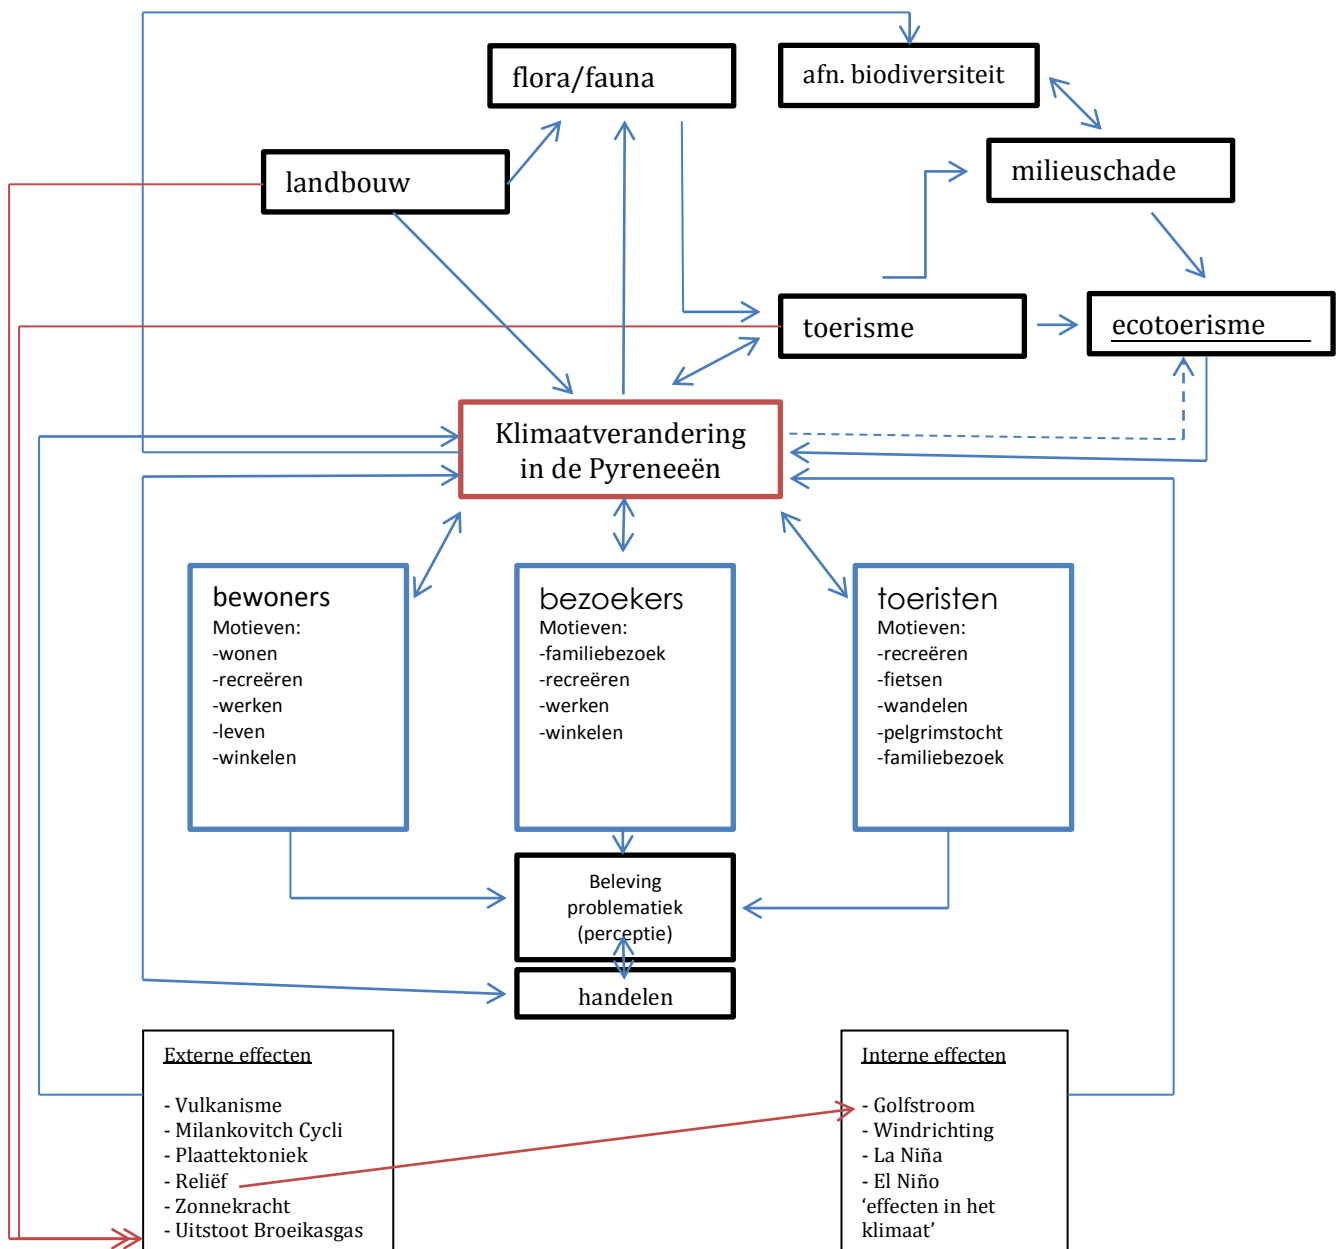 flora/fauna
afn. biodiversiteit
landbouw
milieuschade
toerisme
ecotoerisme
Klimaatverandering
in de Pyreneeën
bewoners
Motieven:
-wonen
-recreëren
-werken
-leven
-winkelen
bezoekers
Motieven:
-familiebezoek
-recreëren
-werken
-winkelen
toeristen
Motieven:
-recreëren
-fietsen
-wandelen
-pelgrimstocht
-familiebezoek
Beleving
problematiek
(perceptie)
handelen
Externe effecten
- Vulkanisme
- Milankovitch Cycli
- Plaattektoniek
- Reliëf
- Zonnekracht
- Uitstoot Broeikasgas
Interne effecten
- Golfstroom
- Windrichting
- La Niña
- El Niño
‘effecten in het
klimaat’